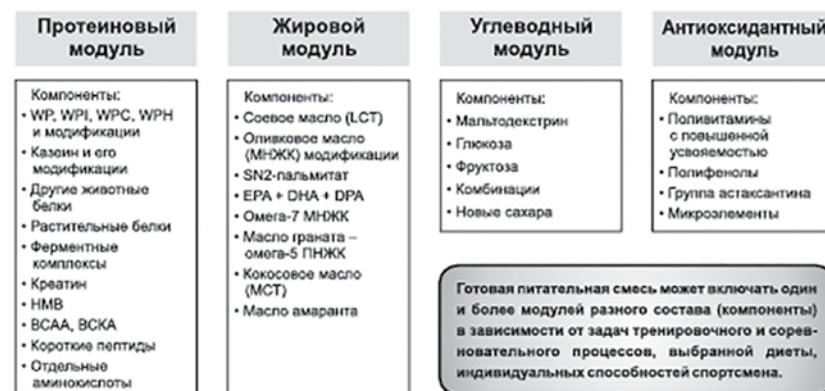 Протеиновый
модуль
Компоненты:
• WP, WPI, WPC, WPH
и модификации
• Казеин и его
модификации
• Другие животные
белки
• Растительные белки
• Ферментные
комплексы
• Креатин
• HMB
• BCAA, BCKA
• Короткие пептиды
• Отдельные
аминокислоты
Жировой
модуль
Компоненты:
• Соевое масло (LCT)
• Оливковое масло
(МНЖК) модификации
• SN2-пальмитат
• EPA + DHA + DPA
• Омега-7 МНЖК
• Масло граната –
омега-5 ПНЖК
• Кокосовое масло
(МСТ)
• Масло амаранта
Углеводный
модуль
Компоненты:
• Мальтодекстрин
• Глюкоза
• Фруктоза
• Комбинации
• Новые сахара
Антиоксидантный
модуль
Компоненты:
• Поливитамины
с повышенной
усвояемостью
• Полифенолы
• Группа астаксантина
• Микроэлементы
Готовая питательная смесь может включать один
и более модулей разного состава (компоненты)
в зависимости от задач тренировочного и сорев-
новательного процессов, выбранной диеты,
индивидуальных способностей спортсмена.